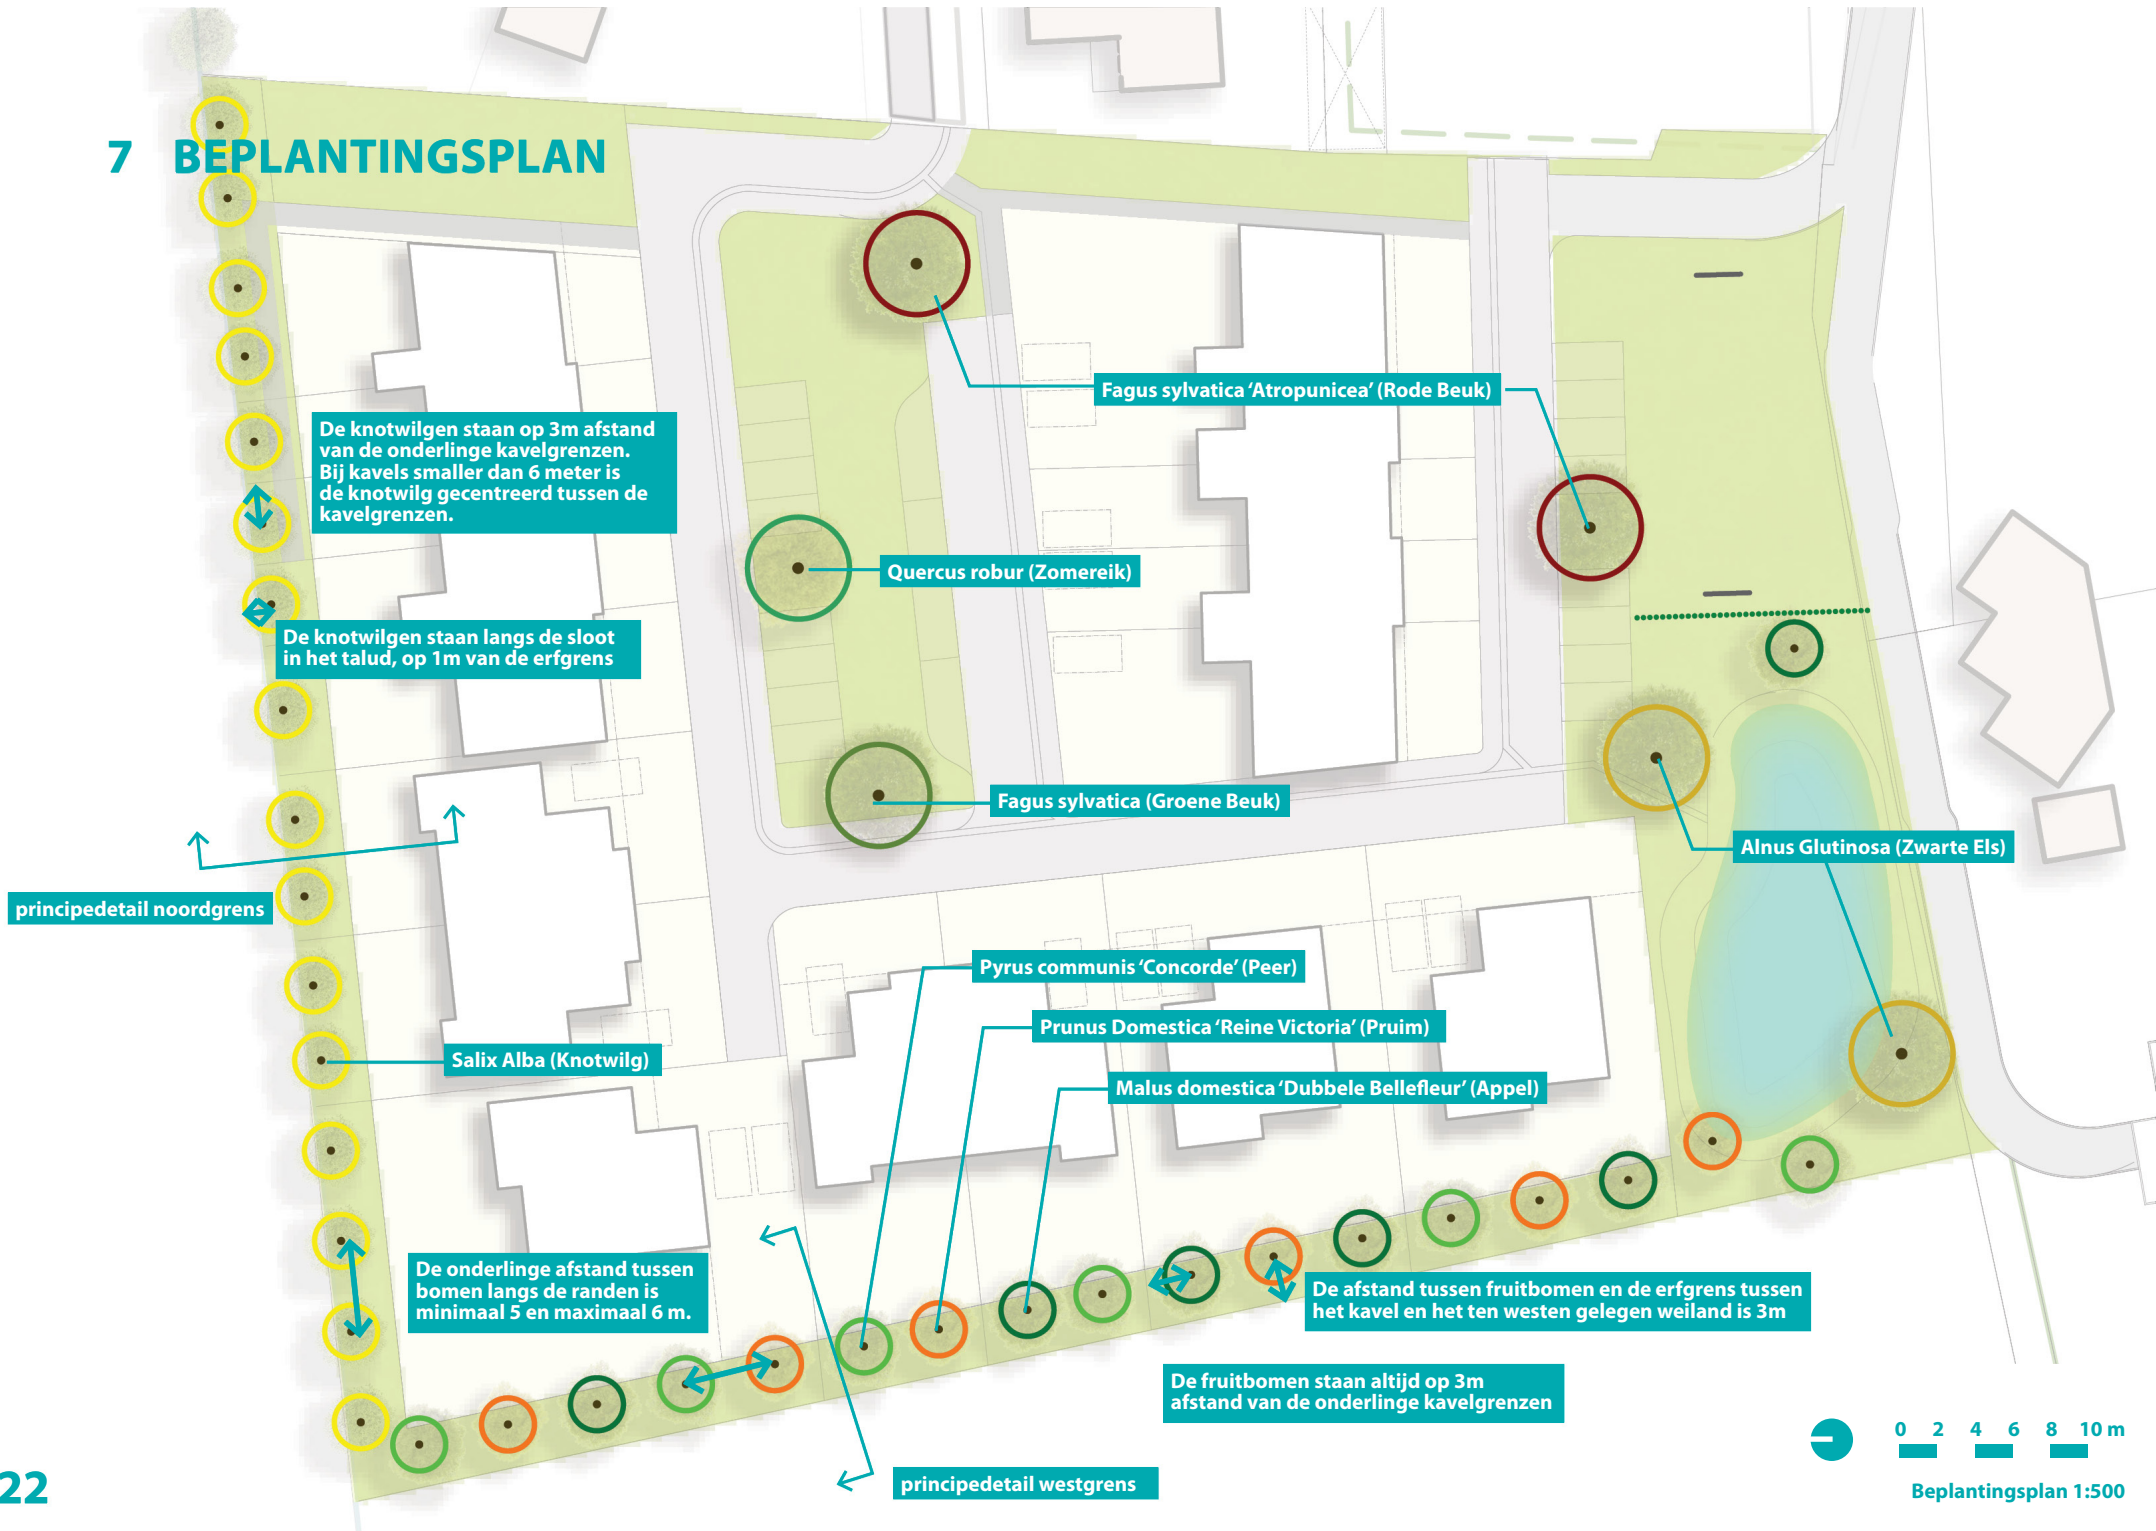 7 BEPLANTINGSPLAN
Fagus sylvatica ‘Atropunicea’ (Rode Beuk)
De knotwilgen staan op 3m afstand
van de onderlinge kavelgrenzen.
Bij kavels smaller dan 6 meter is
de knotwilg gecentreerd tussen de
kavelgrenzen.
Quercus robur (Zomereik)
De knotwilgen staan langs de sloot
in het talud, op 1m van de erfgrens
Fagus sylvatica (Groene Beuk)
Alnus Glutinosa (Zwarte Els)
principedetail noordgrens
Pyrus communis ‘Concorde’ (Peer)
Prunus Domestica ‘Reine Victoria’ (Pruim)
Salix Alba (Knotwilg)
Malus domestica ‘Dubbele Bellefleur’ (Appel)
De onderlinge afstand tussen
bomen langs de randen is
minimaal 5 en maximaal 6 m.
De afstand tussen fruitbomen en de erfgrens tussen
het kavel en het ten westen gelegen weiland is 3m
De fruitbomen staan altijd op 3m
afstand van de onderlinge kavelgrenzen
principedetail westgrens
0 2 4 6 8 10 m
Beplantingsplan 1:500
22